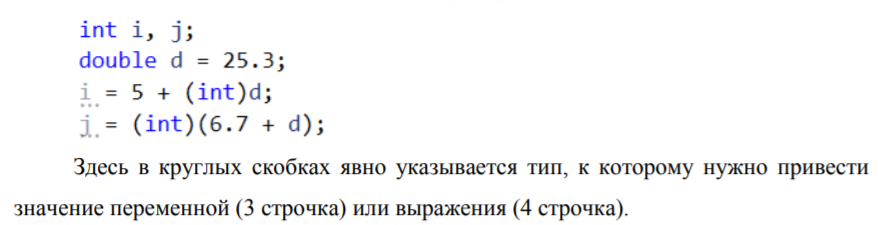 int i, j;
double d = 25.3;
i = 5 + (int)d;
j = (int)(6.7 + d);
Здесь в круглых скобках явно указывается тип, к которому нужно привести
значение переменной (3 строчка) или выражения (4 строчка).